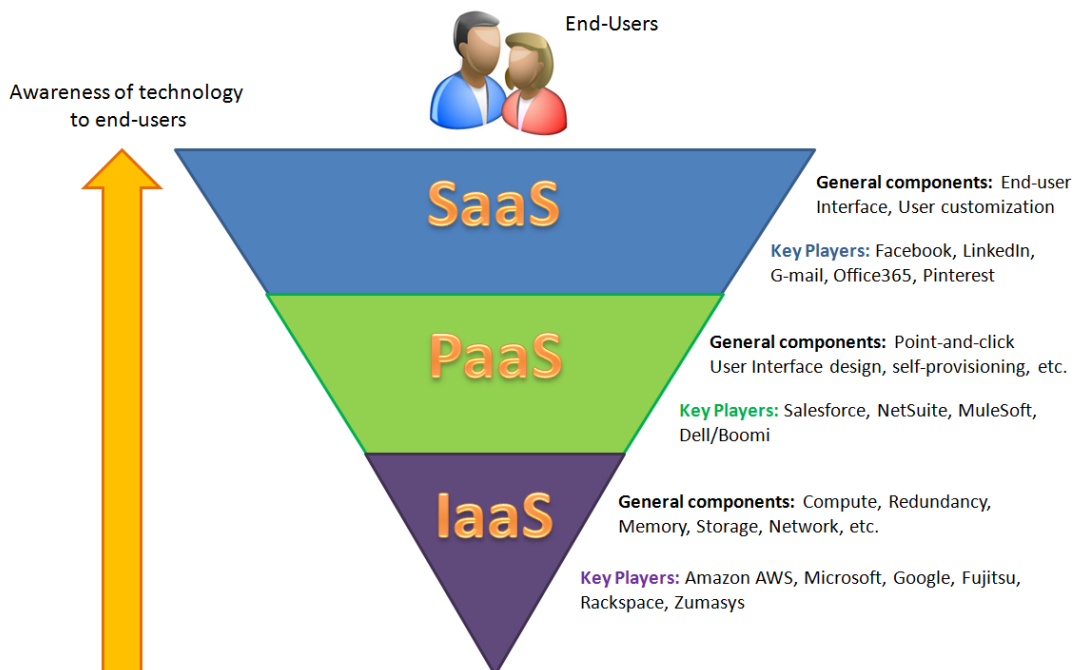 End-Users
Awareness of technology
to end-users
SaaS
General components: End-user
Interface, User customization
Key Players: Facebook, LinkedIn,
G-mail, Office365, Pinterest
PaaS
General components: Point-and-click
User Interface design, self-provisioning, etc.
Key Players: Salesforce, NetSuite, MuleSoft,
Dell/Boomi
IaaS
General components: Compute, Redundancy,
Memory, Storage, Network, etc.
Key Players: Amazon AWS, Microsoft, Google, Fujitsu,
Rackspace, Zumasys